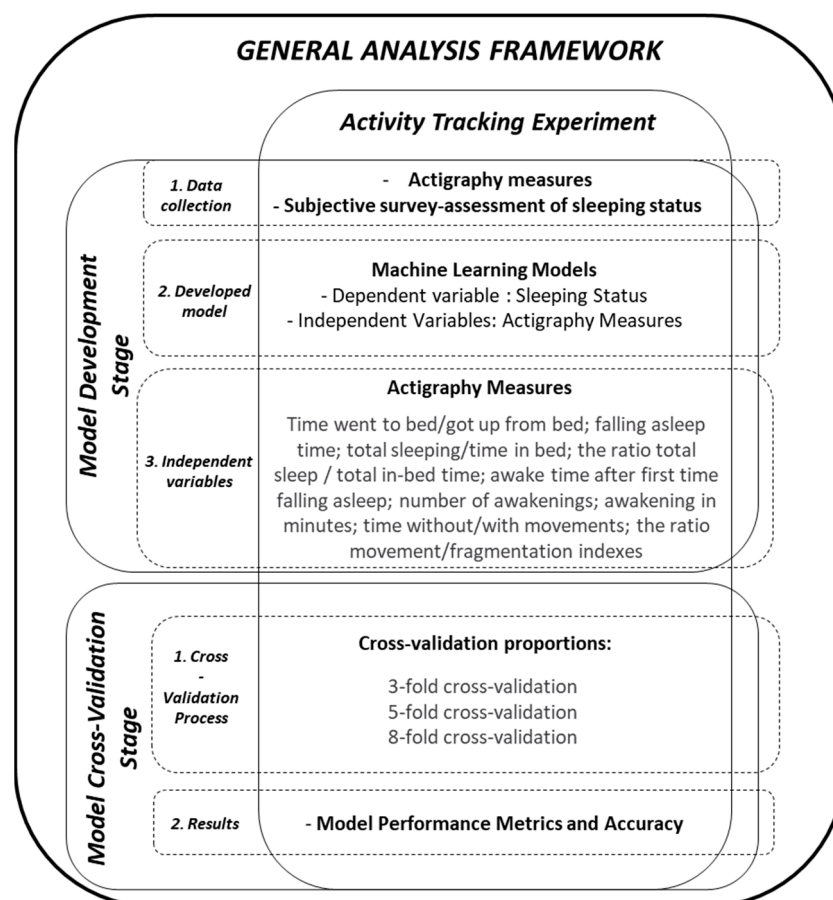 GENERAL ANALYSIS FRAMEWORK
Activity Tracking Experiment
Model Development
Stage
1. Data
collection
- Actigraphy measures
- Subjective survey-assessment of sleeping status
2. Developed
model
Machine Learning Models
- Dependent variable : Sleeping Status
- Independent Variables: Actigraphy Measures
3. Independent
variables
Actigraphy Measures
Time went to bed/got up from bed; falling asleep
time; total sleeping/time in bed; the ratio total
sleep / total in-bed time; awake time after first time
falling asleep; number of awakenings; awakening in
minutes; time without/with movements; the ratio
movement/fragmentation indexes
Model Cross-Validation
Stage
1. Cross
-
Validation
Process
Cross-validation proportions:
3-fold cross-validation
5-fold cross-validation
8-fold cross-validation
2. Results
- Model Performance Metrics and Accuracy